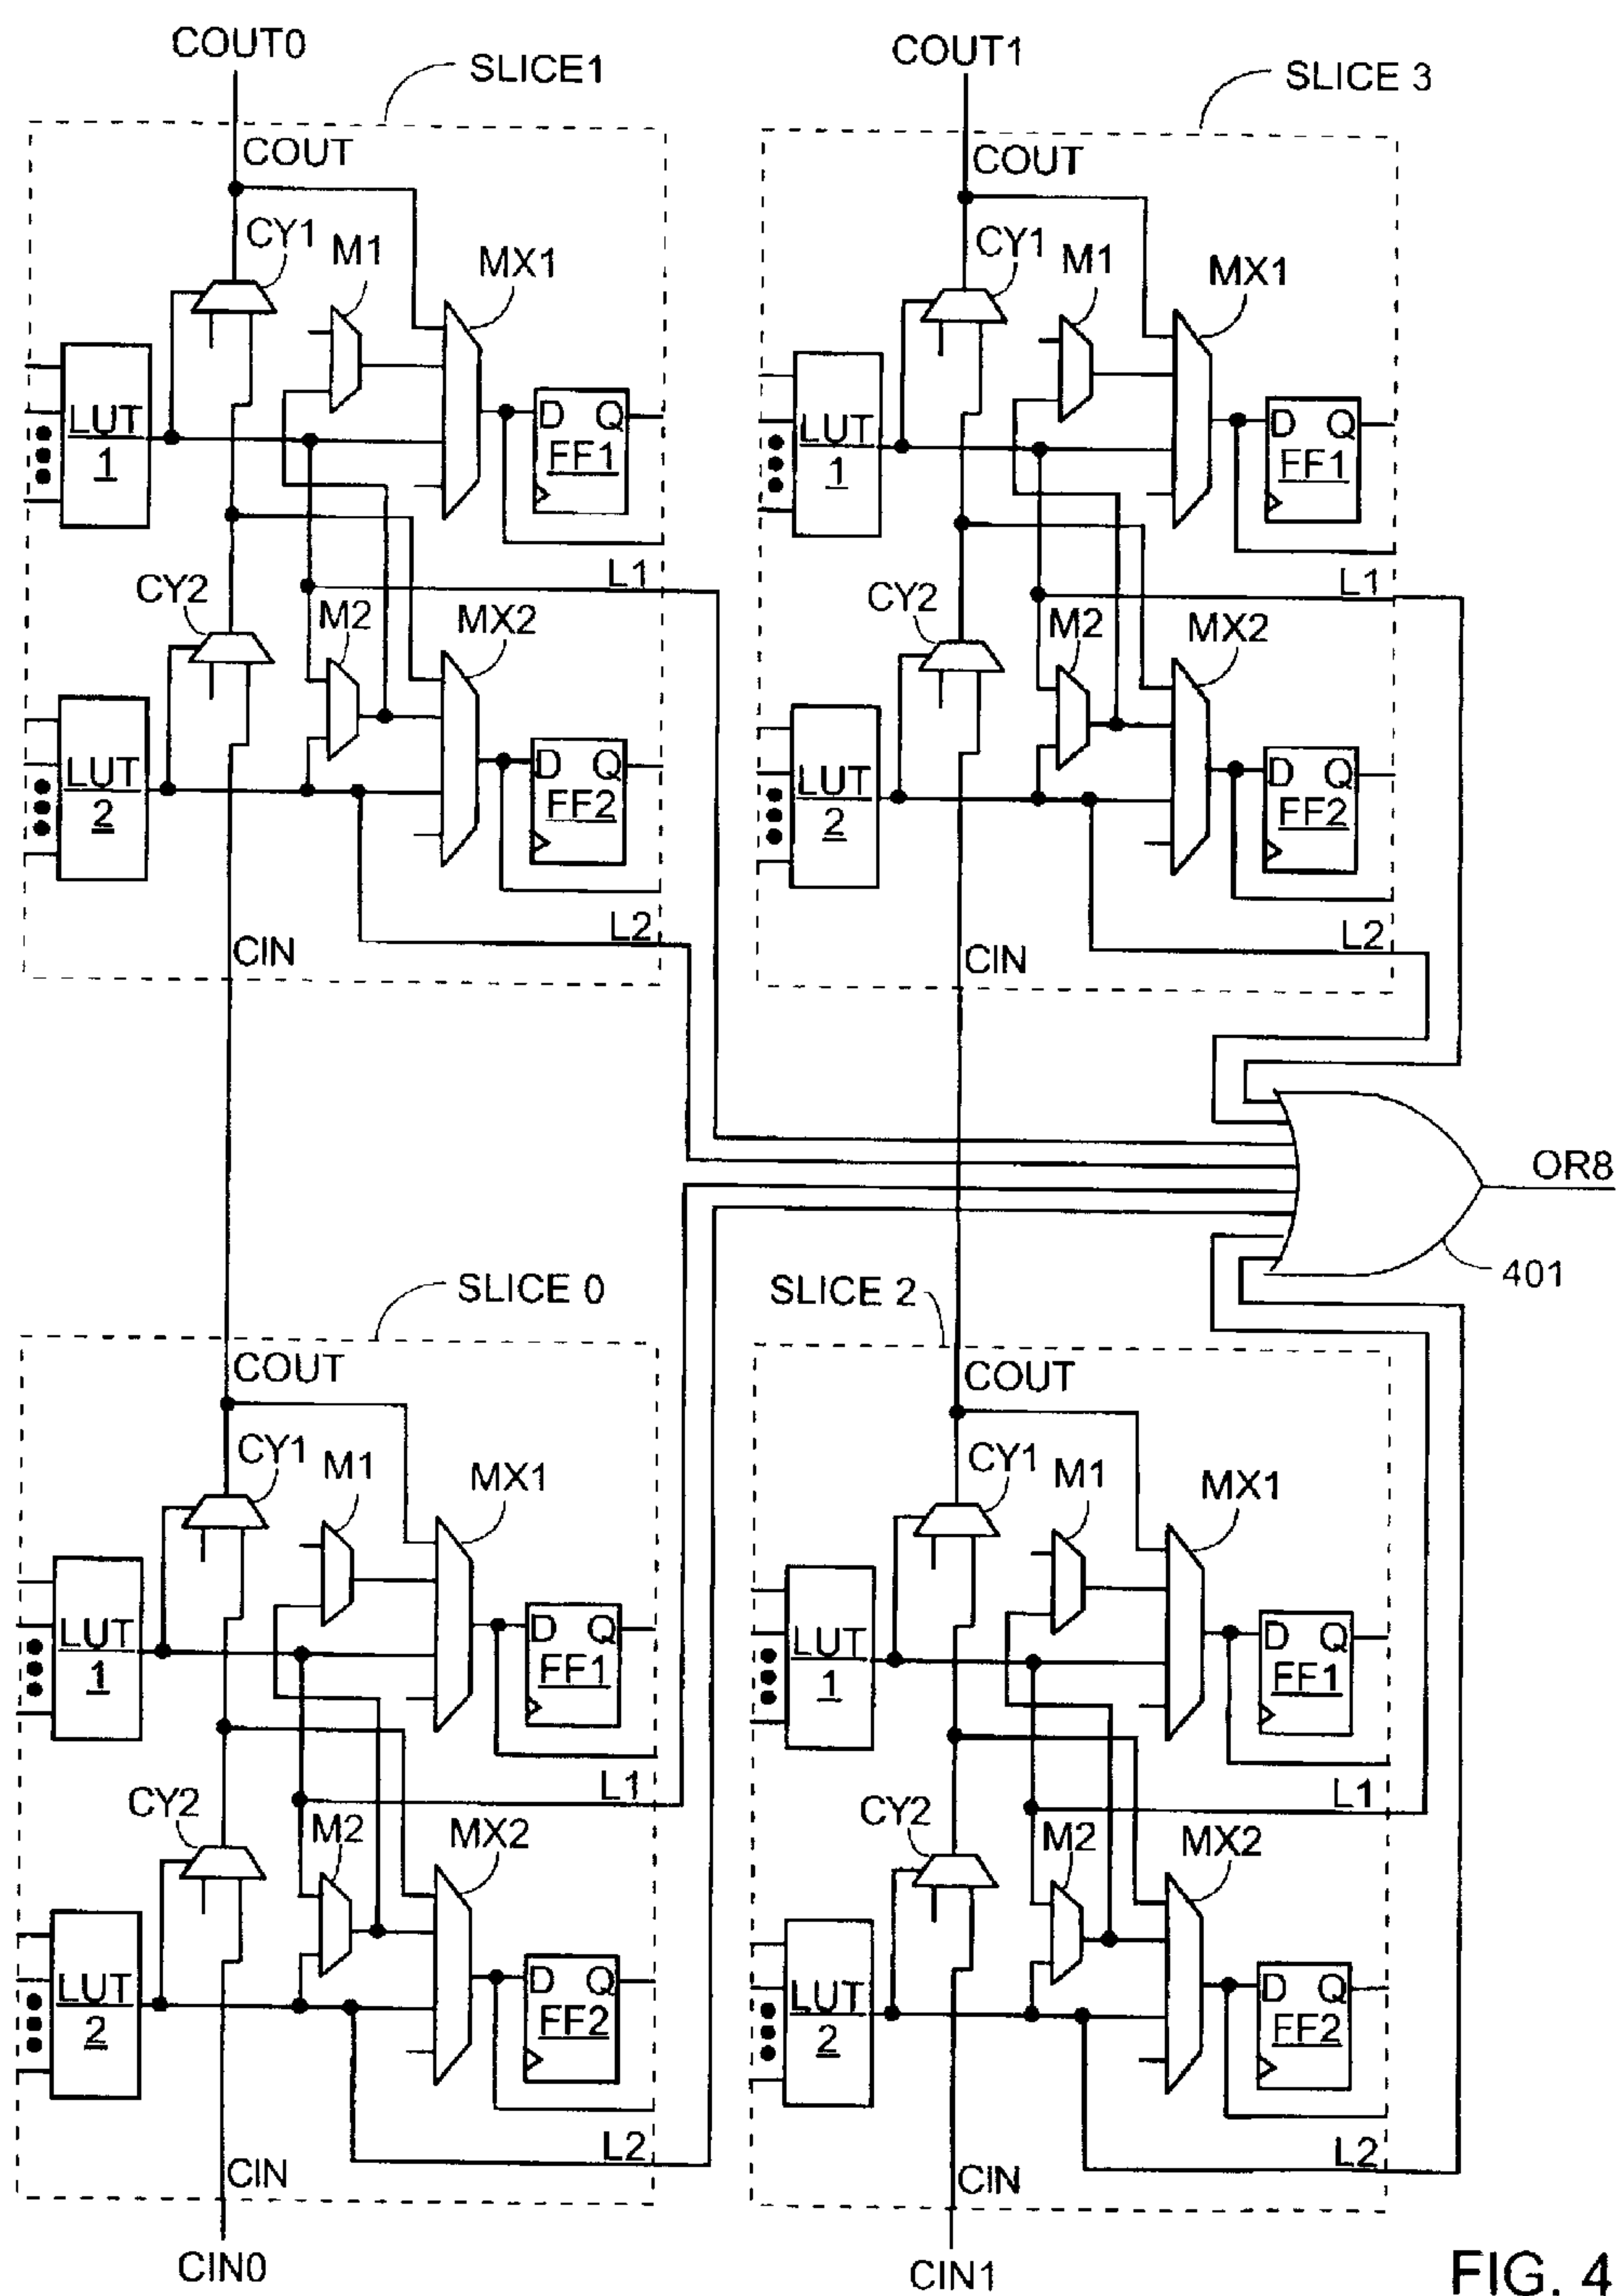 COUT0
SLICE1
COUT
CY1
M1
MX1
LUT
1
D Q
FF1
L1
CY2
M2
MX2
LUT
2
D Q
FF2
L2
CIN
COUT1
SLICE 3
COUT
CY1
M1
MX1
LUT
1
D Q
FF1
L1
CY2
M2
MX2
LUT
2
D Q
FF2
L2
CIN
OR8
401
SLICE 0
COUT
CY1
M1
MX1
LUT
1
D Q
FF1
L1
CY2
M2
MX2
LUT
2
D Q
FF2
L2
CIN
CIN0
SLICE 2
COUT
CY1
M1
MX1
LUT
1
D Q
FF1
L1
CY2
M2
MX2
LUT
2
D Q
FF2
L2
CIN
CIN1
FIG. 4